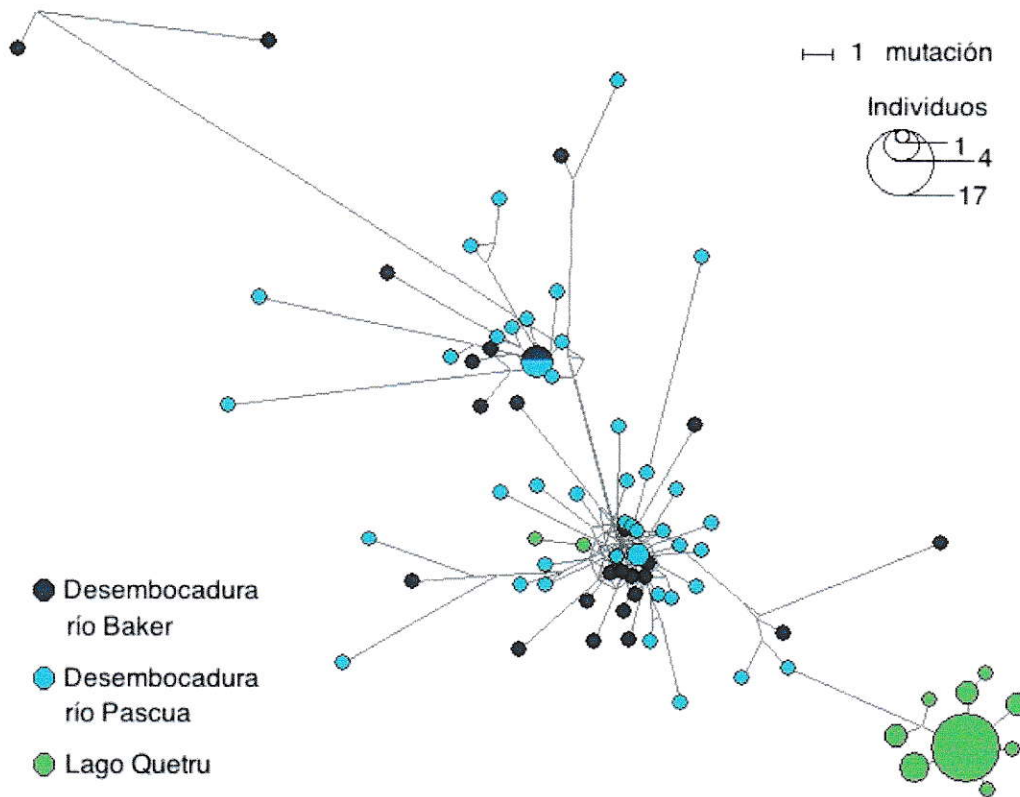 1 mutación
Individuos
1
4
17
Desembocadura
río Baker
Desembocadura
río Pascua
Lago Quetru